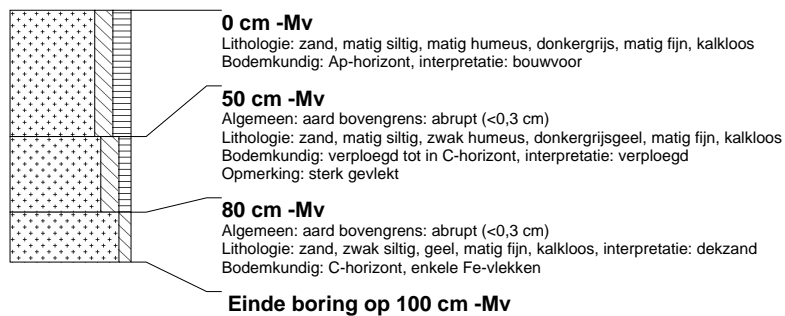 0 cm -Mv
Lithologie: zand, matig siltig, matig humeus, donkergrijs, matig fijn, kalkloos
Bodemkundig: Ap-horizont, interpretatie: bouwvoor
50 cm -Mv
Algemeen: aard bovengrens: abrupt (<0,3 cm)
Lithologie: zand, matig siltig, zwak humeus, donkergrijsgeel, matig fijn, kalkloos
Bodemkundig: verploegd tot in C-horizont, interpretatie: verploegd
Opmerking: sterk gevlekt
80 cm -Mv
Algemeen: aard bovengrens: abrupt (<0,3 cm)
Lithologie: zand, zwak siltig, geel, matig fijn, kalkloos, interpretatie: dekzand
Bodemkundig: C-horizont, enkele Fe-vlekken
Einde boring op 100 cm -Mv